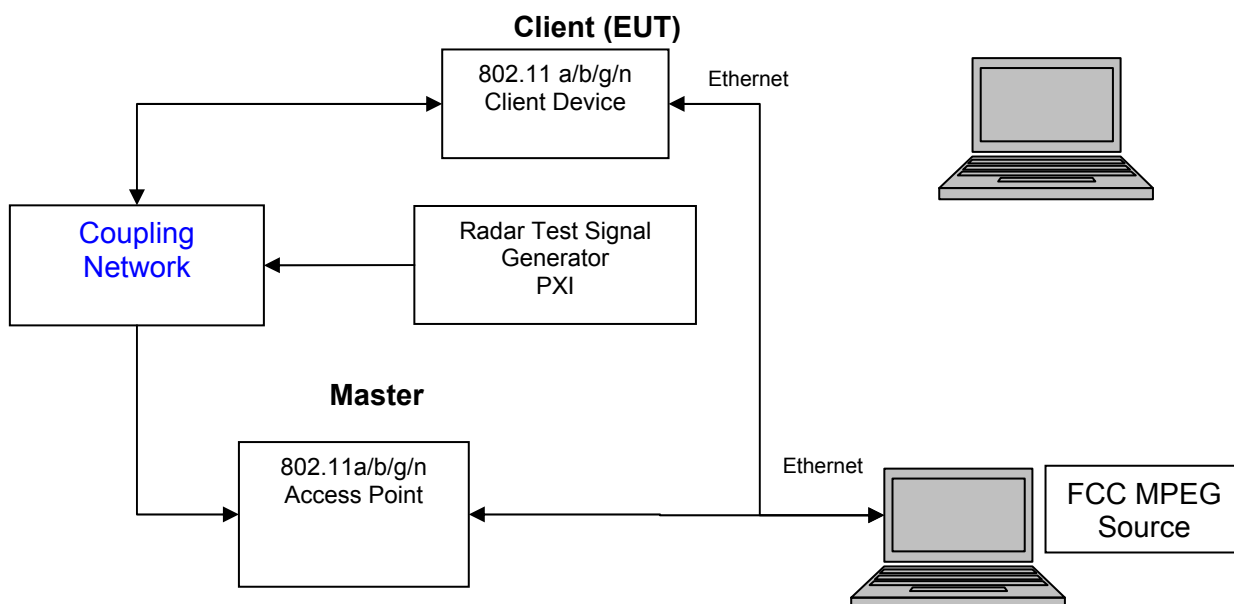 Client (EUT)
802.11 a/b/g/n
Client Device
Ethernet
Coupling
Network
Radar Test Signal
Generator
PXI
Master
802.11a/b/g/n
Access Point
Ethernet
FCC MPEG
Source